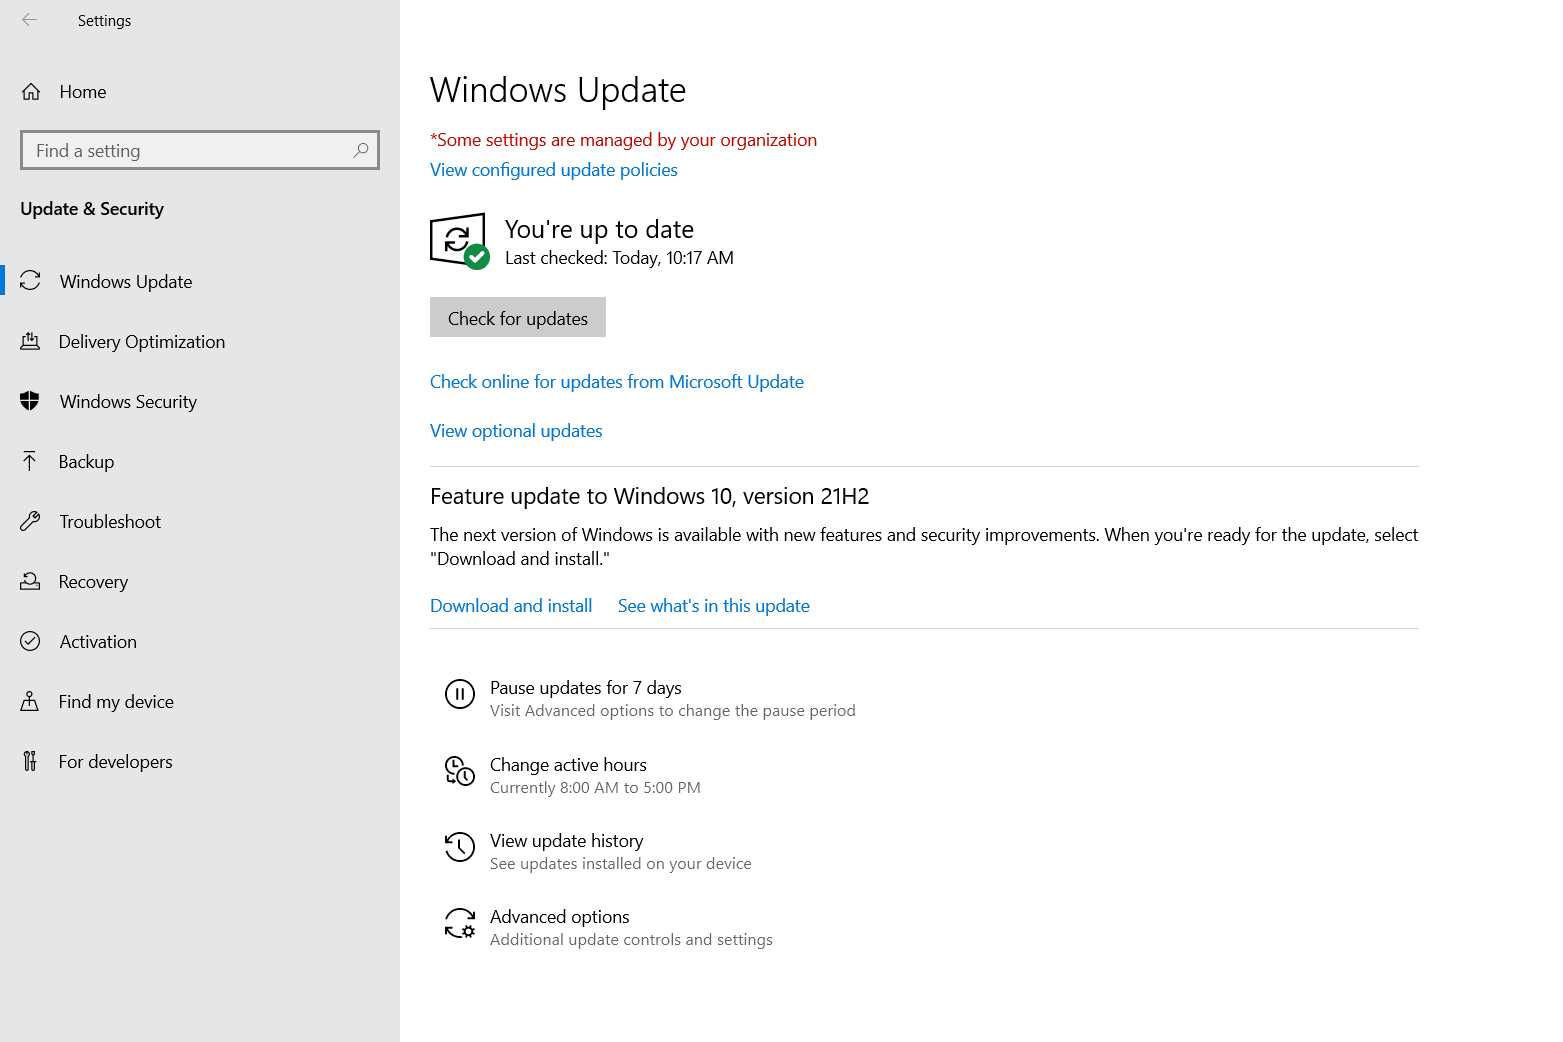 Settings
Home
Find a setting
Update & Security
Windows Update
Delivery Optimization
Windows Security
Backup
Troubleshoot
Recovery
Activation
Find my device
For developers
Windows Update
*Some settings are managed by your organization
View configured update policies
You're up to date
Last checked: Today, 10:17 AM
Check for updates
Check online for updates from Microsoft Update
View optional updates
Feature update to Windows 10, version 21H2
The next version of Windows is available with new features and security improvements. When you're ready for the update, select
"Download and install."
Download and install See what's in this update
Pause updates for 7 days
Visit Advanced options to change the pause period
Change active hours
Currently 8:00 AM to 5:00 PM
View update history
See updates installed on your device
Advanced options
Additional update controls and settings